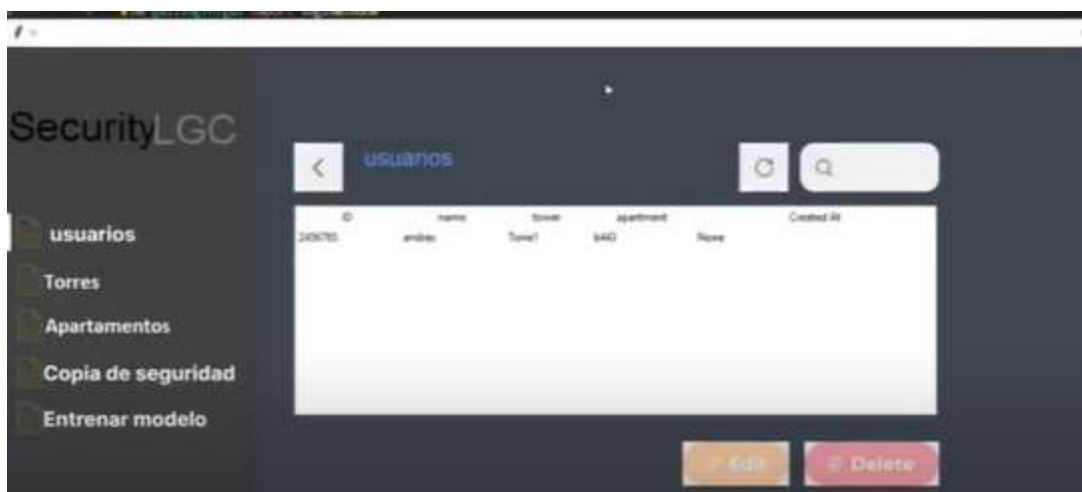 SecurityLGC
usuarios
ID name tower apartment Created At
Torre1 b443 None
usuarios
Torres
Apartamentos
Copia de seguridad
Entrenar modelo
Edit Delete